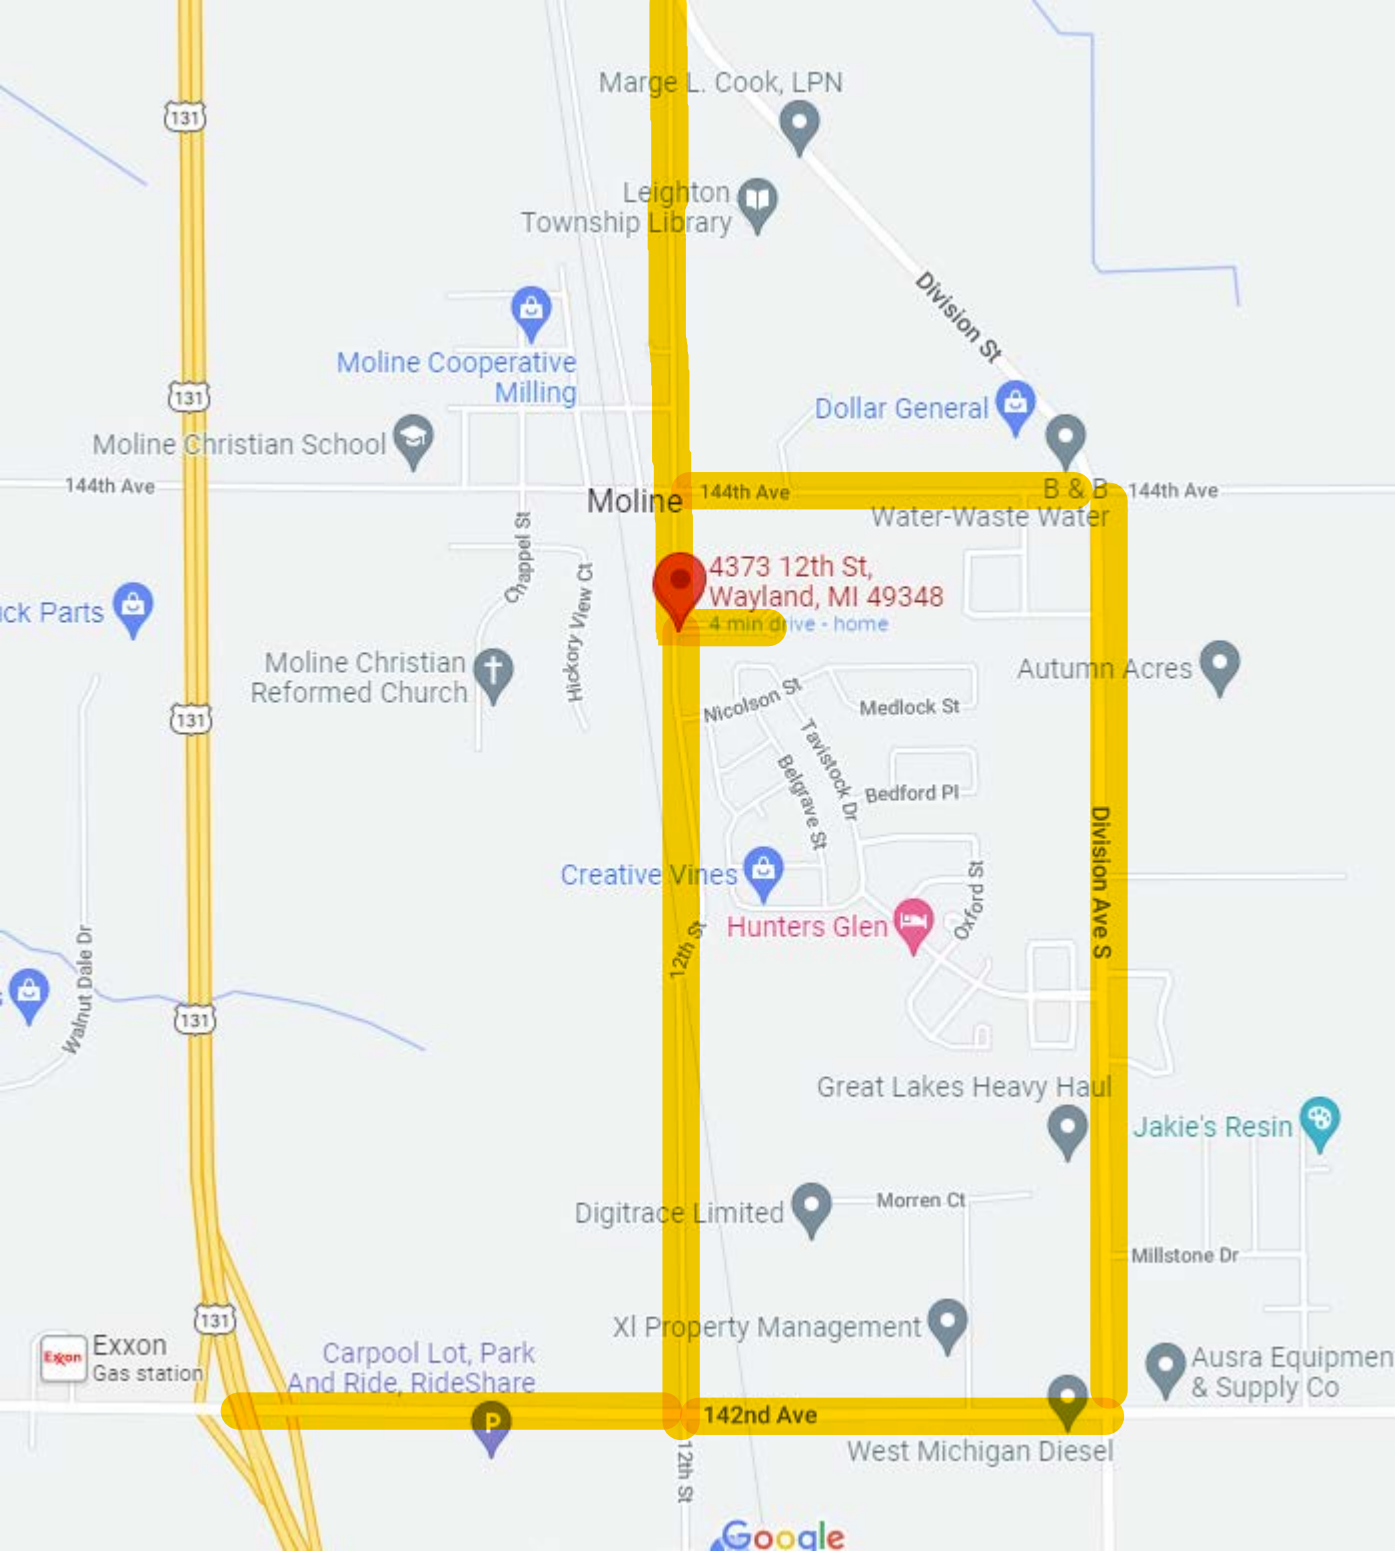 Marge L. Cook, LPN
131
Leighton
Township Library
Division St
Moline Cooperative
Milling
131
Dollar General
Moline Christian School
144th Ave
Moline
144th Ave
B & B
144th Ave
Water-Waste Water
Chappel St
Hickory View Ct
4373 12th St,
Wayland, MI 49348
4 min drive - home
ck Parts
Moline Christian
Reformed Church
Autumn Acres
131
Nicolson St
Medlock St
Tavistock Dr
Belgrave St
Bedford Pl
Division Ave S
Creative Vines
Oxford St
Hunters Glen
12th St
Walnut Dale Dr
131
Great Lakes Heavy Haul
Jakie's Resin
Digitrace Limited
Morren Ct
Millstone Dr
131
Xl Property Management
Exxon
Exxon
Gas station
Carpool Lot, Park
And Ride, RideShare
Ausra Equipmen
& Supply Co
P
142nd Ave
West Michigan Diesel
12th St
Google